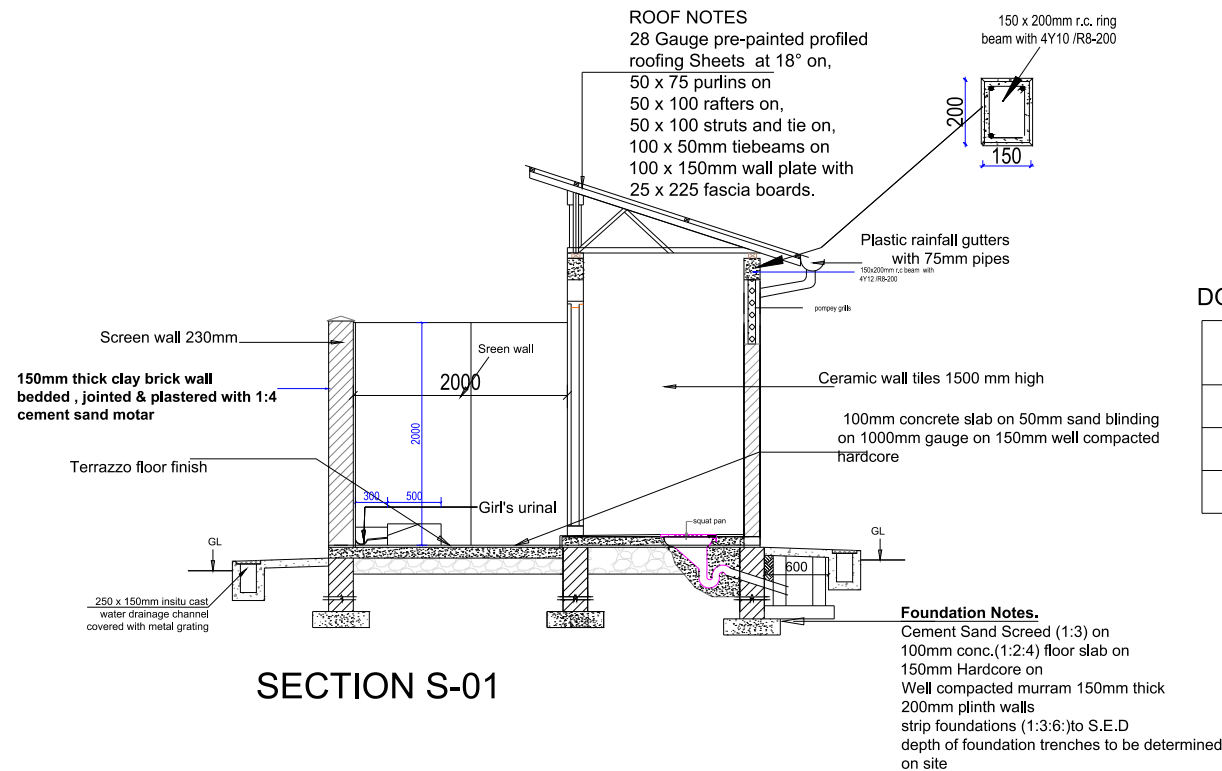 ROOF NOTES
28 Gauge pre-painted profiled
roofing Sheets at 18° on,
50 x 75 purlins on
50 x 100 rafters on,
50 x 100 struts and tie on,
100 x 50mm tiebeams on
100 x 150mm wall plate with
25 x 225 fascia boards.
150 x 200mm r.c. ring
beam with 4Y10 /R8-200
200
150
Plastic rainfall gutters
with 75mm pipes
150x200mm r.c beam with
4Y12 /R8-200
pompey grills
DO
Screen wall 230mm
Sreen wall
150mm thick clay brick wall
bedded , jointed & plastered with 1:4
cement sand motar
2000
2000
Ceramic wall tiles 1500 mm high
100mm concrete slab on 50mm sand blinding
on 1000mm gauge on 150mm well compacted
hardcore
Terrazzo floor finish
300
500
Girl's urinal
squat pan
GL
GL
600
250 x 150mm insitu cast
water drainage channel
covered with metal grating
Foundation Notes.
Cement Sand Screed (1:3) on
100mm conc.(1:2:4) floor slab on
150mm Hardcore on
Well compacted murram 150mm thick
200mm plinth walls
strip foundations (1:3:6:)to S.E.D
depth of foundation trenches to be determined
on site
SECTION S-01